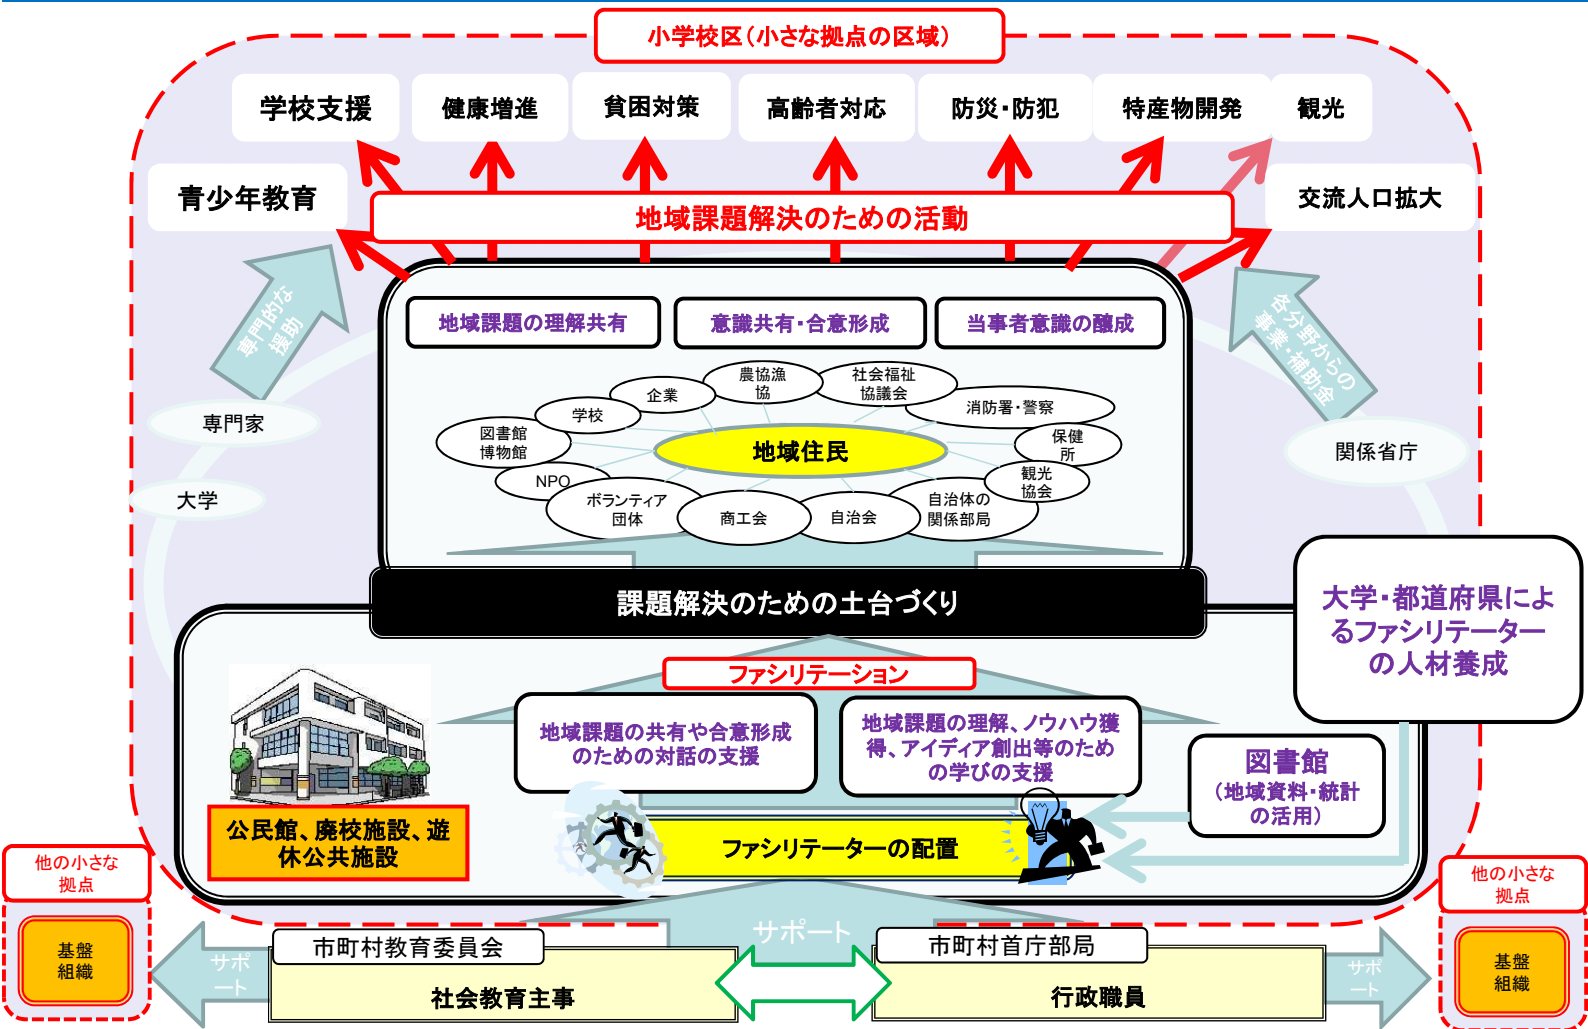 小学校区（小さな拠点の区域）
学校支援
健康増進
貧困対策
高齢者対応
防災・防犯
特産物開発
観光
青少年教育
交流人口拡大
地域課題解決のための活動
専門的な
援助
各分野からの
事業・補助金
地域課題の理解共有
意識共有・合意形成
当事者意識の醸成
農協漁
協
社会福祉
協議会
企業
消防署・警察
学校
図書館
博物館
地域住民
保健
所
専門家
関係省庁
NPO
観光
協会
大学
ボランティア
団体
商工会
自治会
自治体の
関係部局
課題解決のための土台づくり
大学・都道府県によ
るファシリテーター
の人材養成
ファシリテーション
地域課題の共有や合意形成
のための対話の支援
地域課題の理解、ノウハウ獲
得、アイディア創出等のため
の学びの支援
図書館
（地域資料・統計
の活用）
公民館、廃校施設、遊
休公共施設
ファシリテーターの配置
他の小さな
拠点
他の小さな
拠点
サポート
基盤
組織
サポ
ート
市町村教育委員会
社会教育主事
市町村首庁部局
行政職員
サポ
ート
基盤
組織